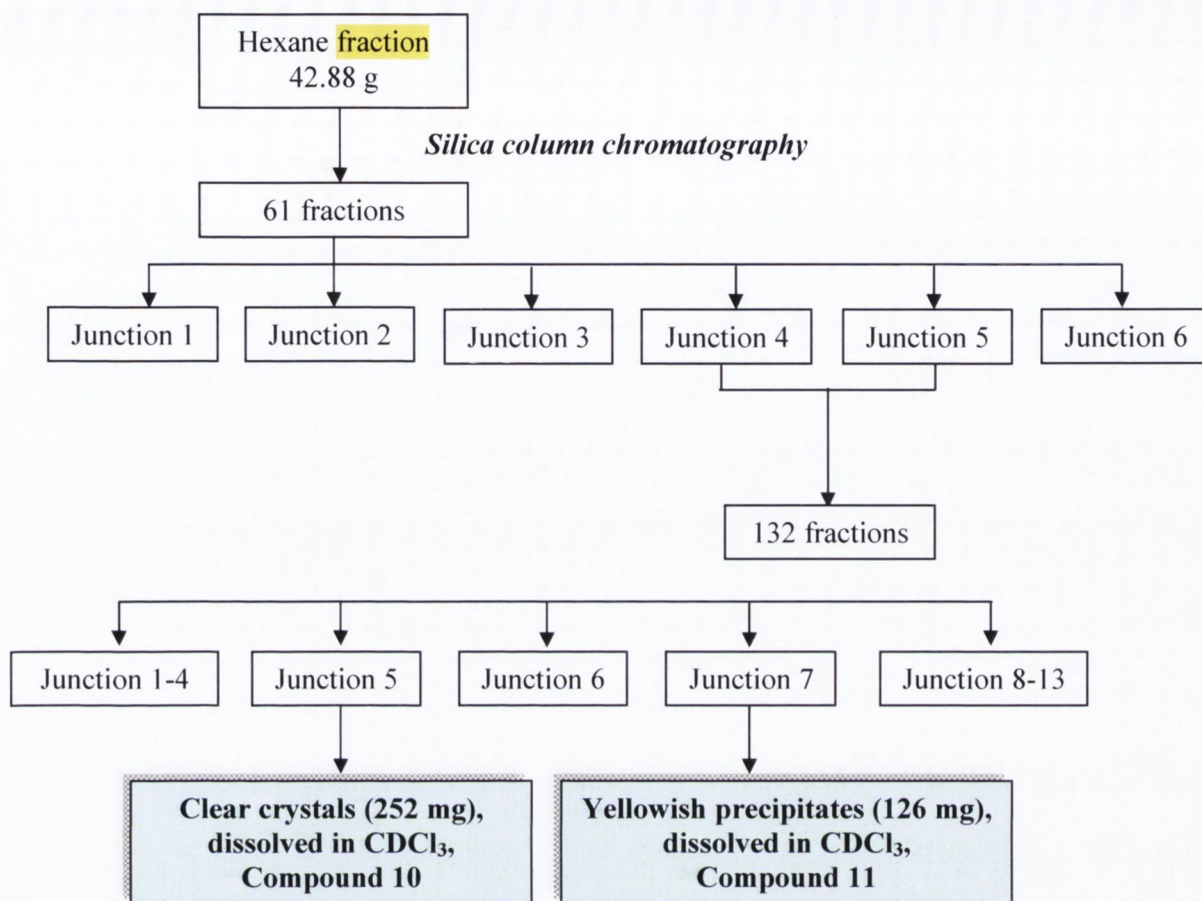 Hexane fraction
42.88 g
Silica column chromatography
61 fractions
Junction 1
Junction 2
Junction 3
Junction 4
Junction 5
Junction 6
132 fractions
Junction 1-4
Junction 5
Junction 6
Junction 7
Junction 8-13
Clear crystals (252 mg),
dissolved in CDCl₃,
Compound 10
Yellowish precipitates (126 mg),
dissolved in CDCl₃,
Compound 11